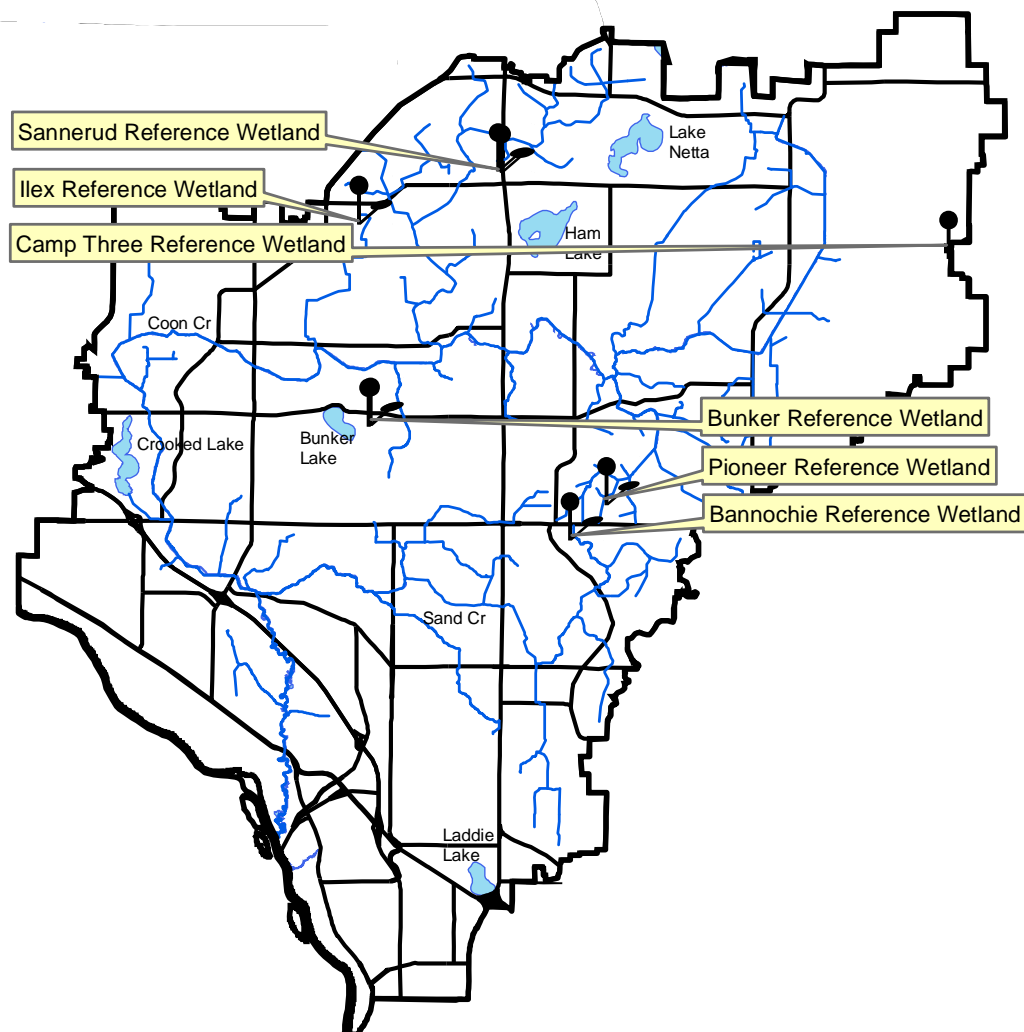 Sannerud Reference Wetland
Lake
Netta
Ilex Reference Wetland
Camp Three Reference Wetland
Ham
Lake
Coon Cr
Bunker Reference Wetland
Crooked Lake
Bunker
Lake
Pioneer Reference Wetland
Bannochie Reference Wetland
Sand Cr
Laddie
Lake